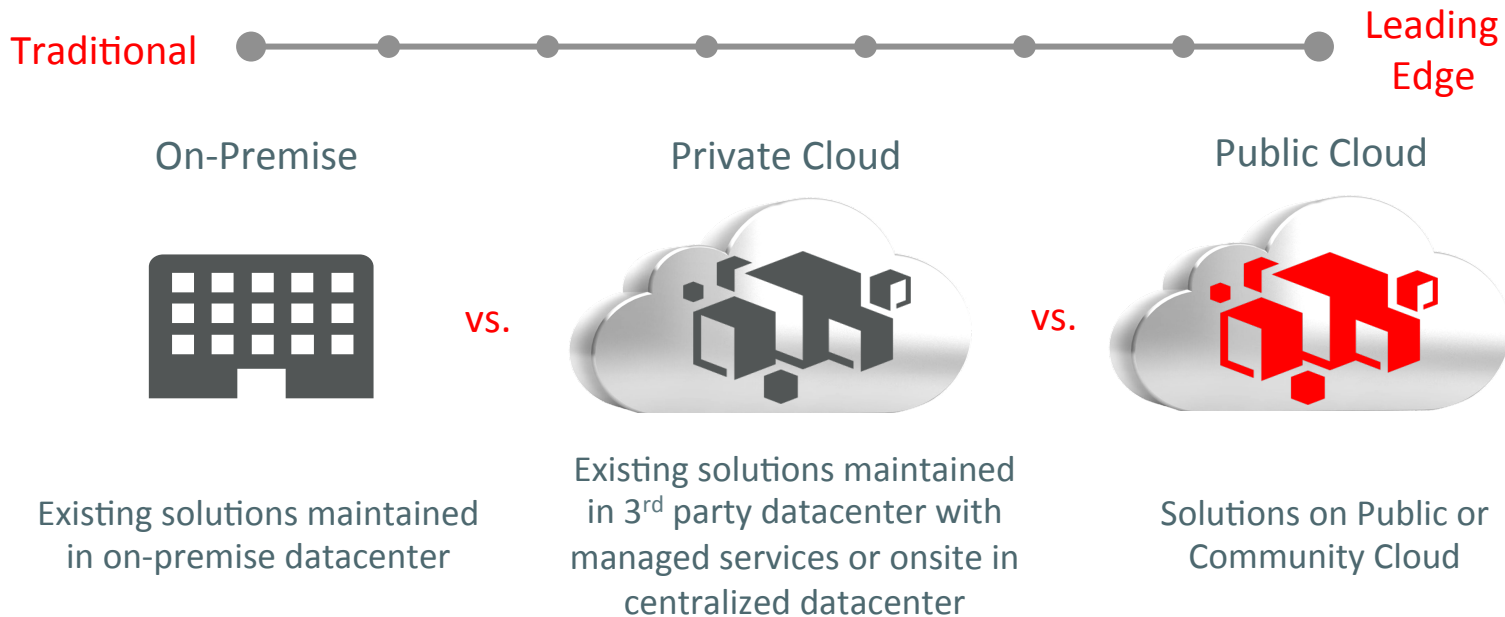 Traditional
Leading
Edge
On-Premise
Private Cloud
Public Cloud
vs.
vs.
Existing solutions maintained
in on-premise datacenter
Existing solutions maintained
in 3rd party datacenter with
managed services or onsite in
centralized datacenter
Solutions on Public or
Community Cloud